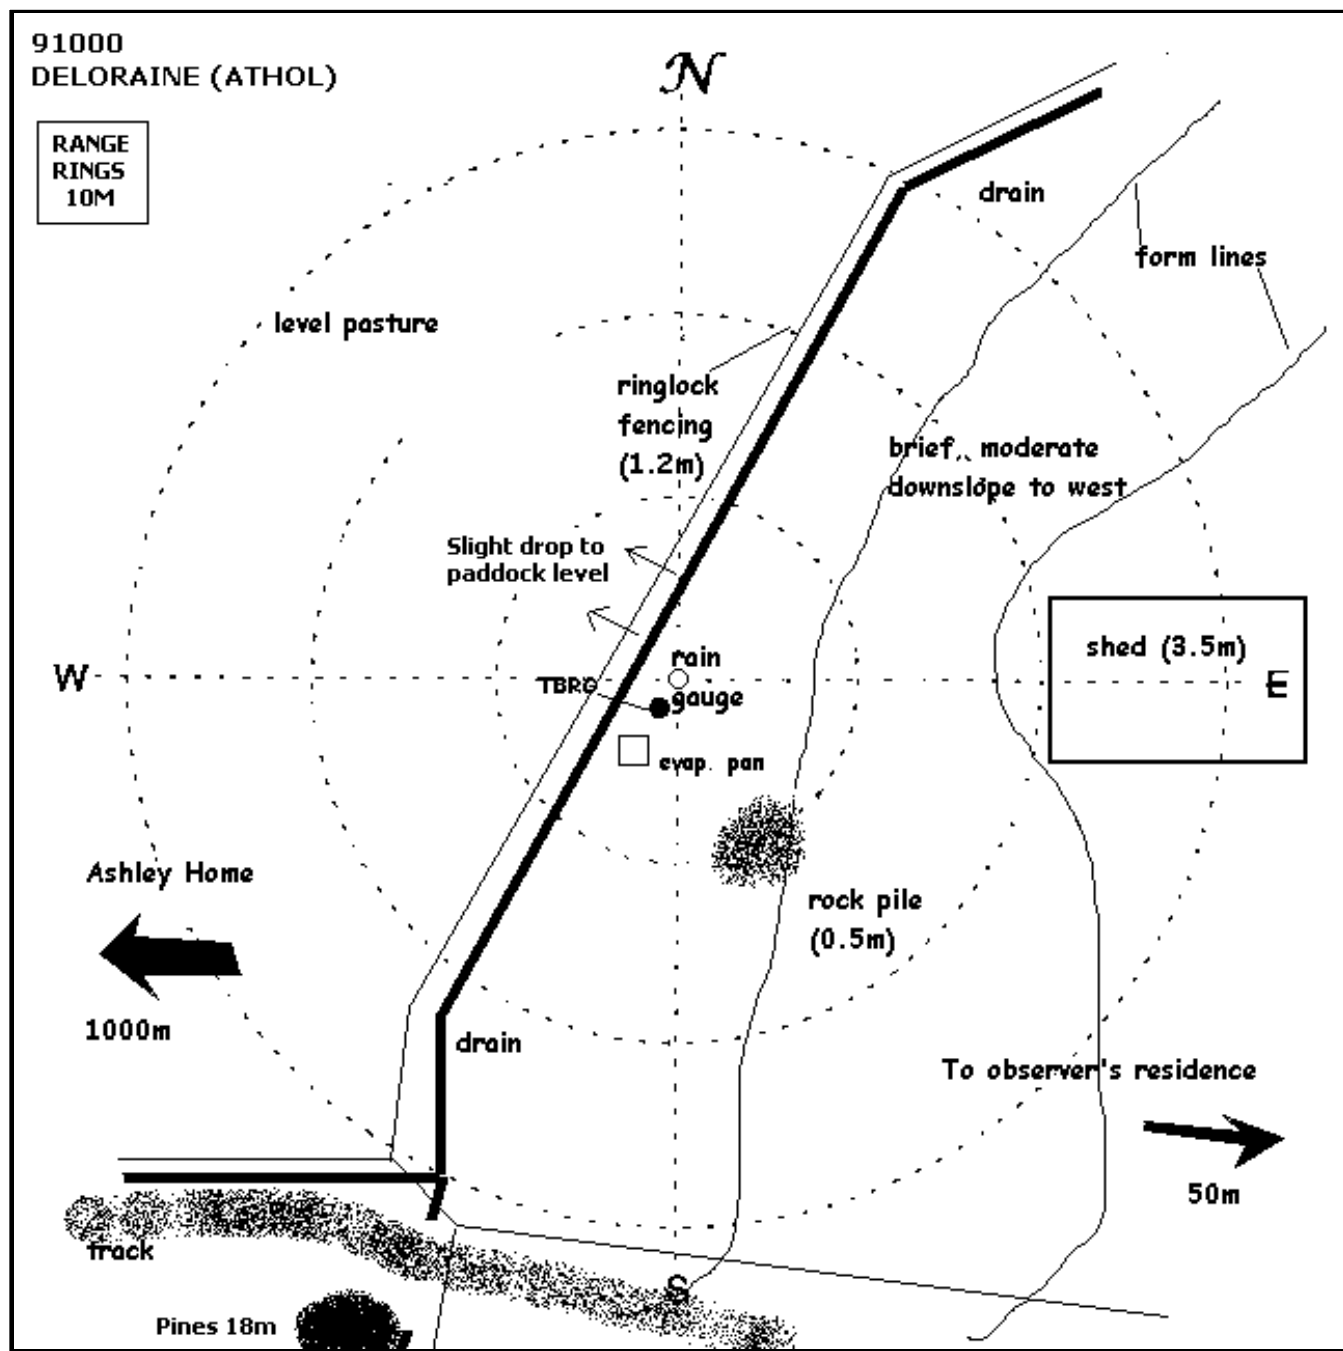 91000
DELORAINE (ATHOL)
N
RANGE
RINGS
10M
drain
form lines
level pasture
ringlock
fencing
(1.2m)
brief, moderate
downslope to west
Slight drop to
paddock level
shed (3.5m)
W
rain
TBRG
gauge
E
evap. pan
Ashley Home
rock pile
(0.5m)
1000m
drain
To observer's residence
50m
track
S
Pines 18m